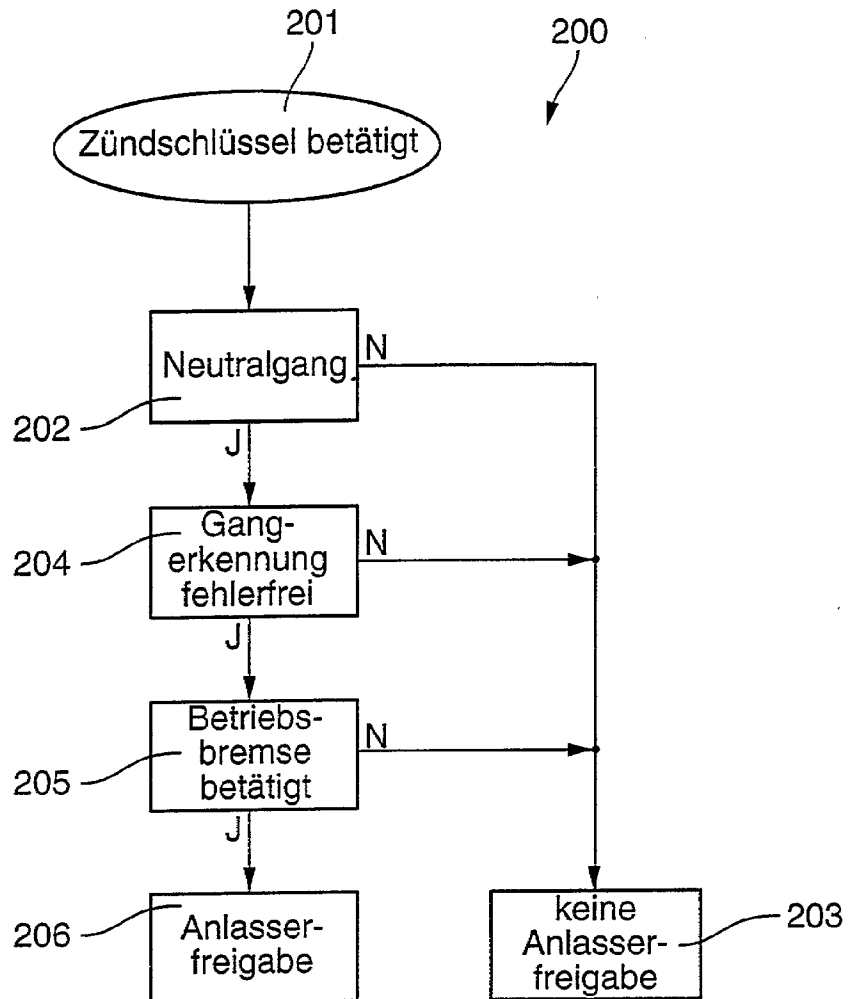 201
200
Zündschlüssel betätigt
Neutralgang
N
202
J
Gang-
erkennung
fehlerfrei
N
204
J
Betriebs-
bremse
betätigt
N
205
J
Anlasser-
freigabe
206
keine
Anlasser-
freigabe
203